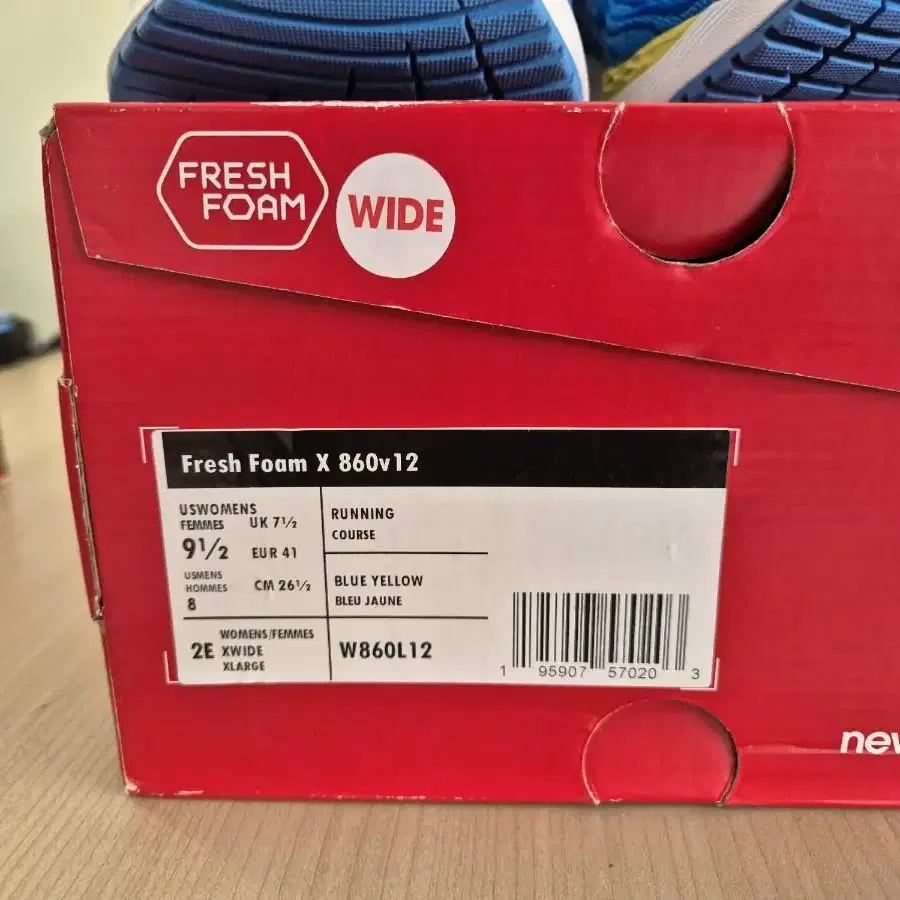 FRESH
FOAM
WIDE
Fresh Foam X 860v12
USWOMENS
FEMMES UK 7½
9½ EUR 41
USMENS
HOMMES CM 26½
8
RUNNING
COURSE
BLUE YELLOW
BLEU JAUNE
WOMENS/FEMMES
2E XWIDE
XLARGE
W860L12
1 95907 57020 3
new